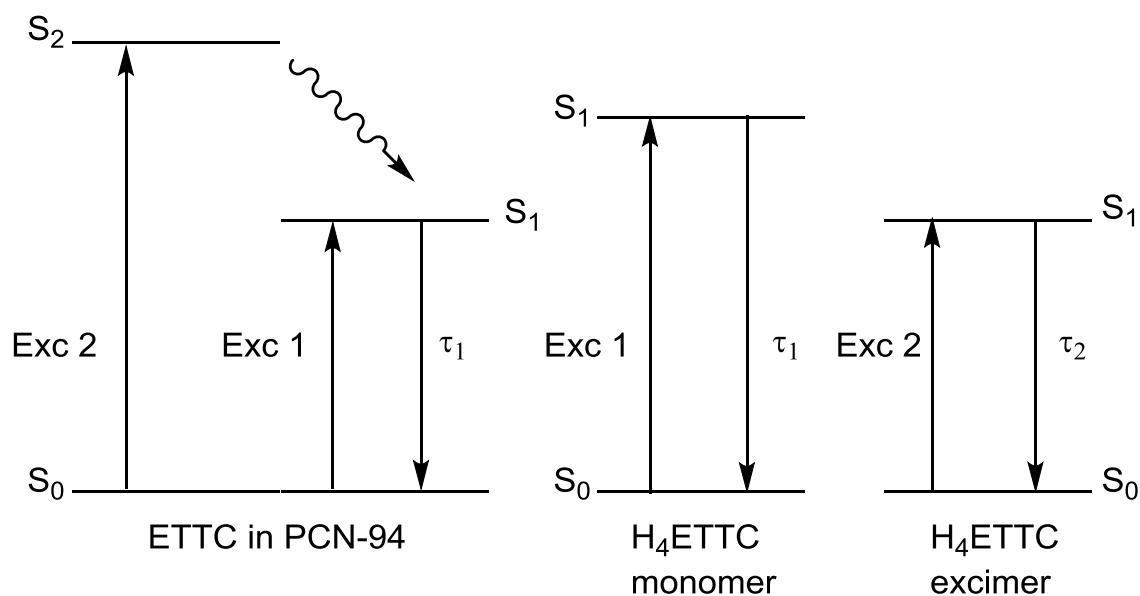 S2
S1
S1
S1
Exc 2
Exc 1
τ1
Exc 1
τ1
Exc 2
τ2
S0
S0
S0
ETTC in PCN-94
H4ETTC
monomer
H4ETTC
excimer